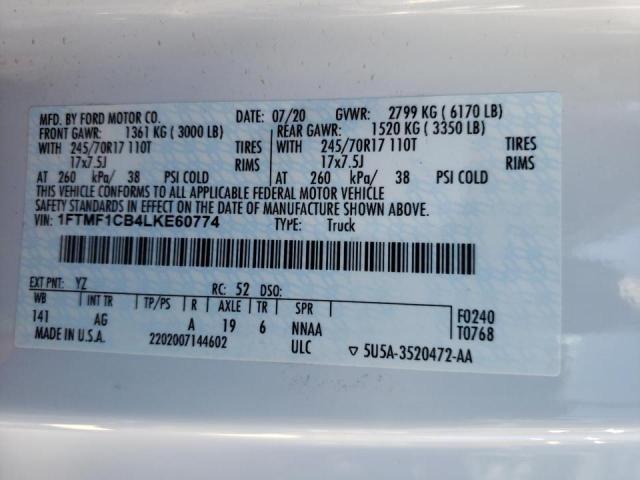 MFD. BY FORD MOTOR CO. DATE: 07/20 GVWR: 2799 KG ( 6170 LB)
FRONT GAWR: 1361 KG ( 3000 LB) REAR GAWR: 1520 KG ( 3350 LB)
WITH 245/70R17 110T TIRES WITH 245/70R17 110T TIRES
17x7.5J RIMS 17x7.5J RIMS
AT 260 kPa/ 38 PSI COLD AT 260 kPa/ 38 PSI COLD
THIS VEHICLE CONFORMS TO ALL APPLICABLE FEDERAL MOTOR VEHICLE
SAFETY STANDARDS IN EFFECT ON THE DATE OF MANUFACTURE SHOWN ABOVE.
VIN: 1FTMF1CB4LKE60774 TYPE: Truck
EXT PNT: YZ RC: 52 DSO:
WB INT TR TP/PS R AXLE TR SPR F0240
141 AG A 19 6 NNAA T0768
MADE IN U.S.A. 2202007144602 ULC ▽ 5U5A-3520472-AA